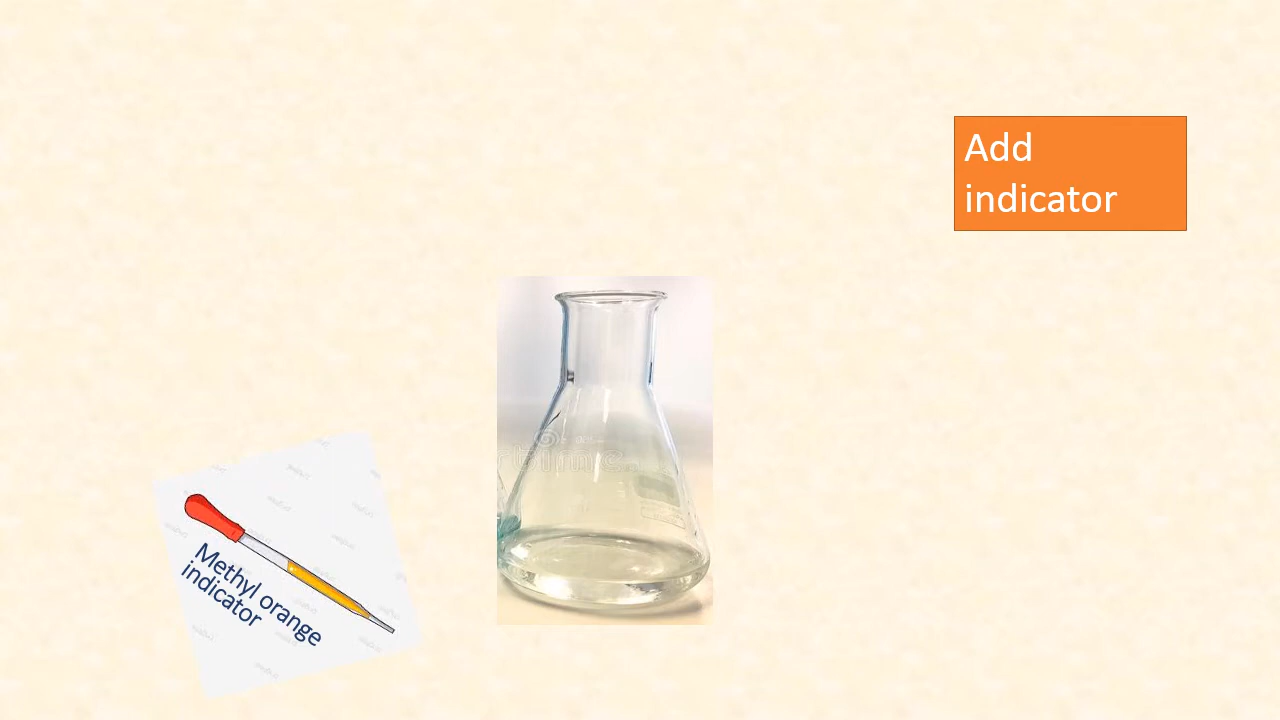 Add
indicator
Methyl orange
indicator